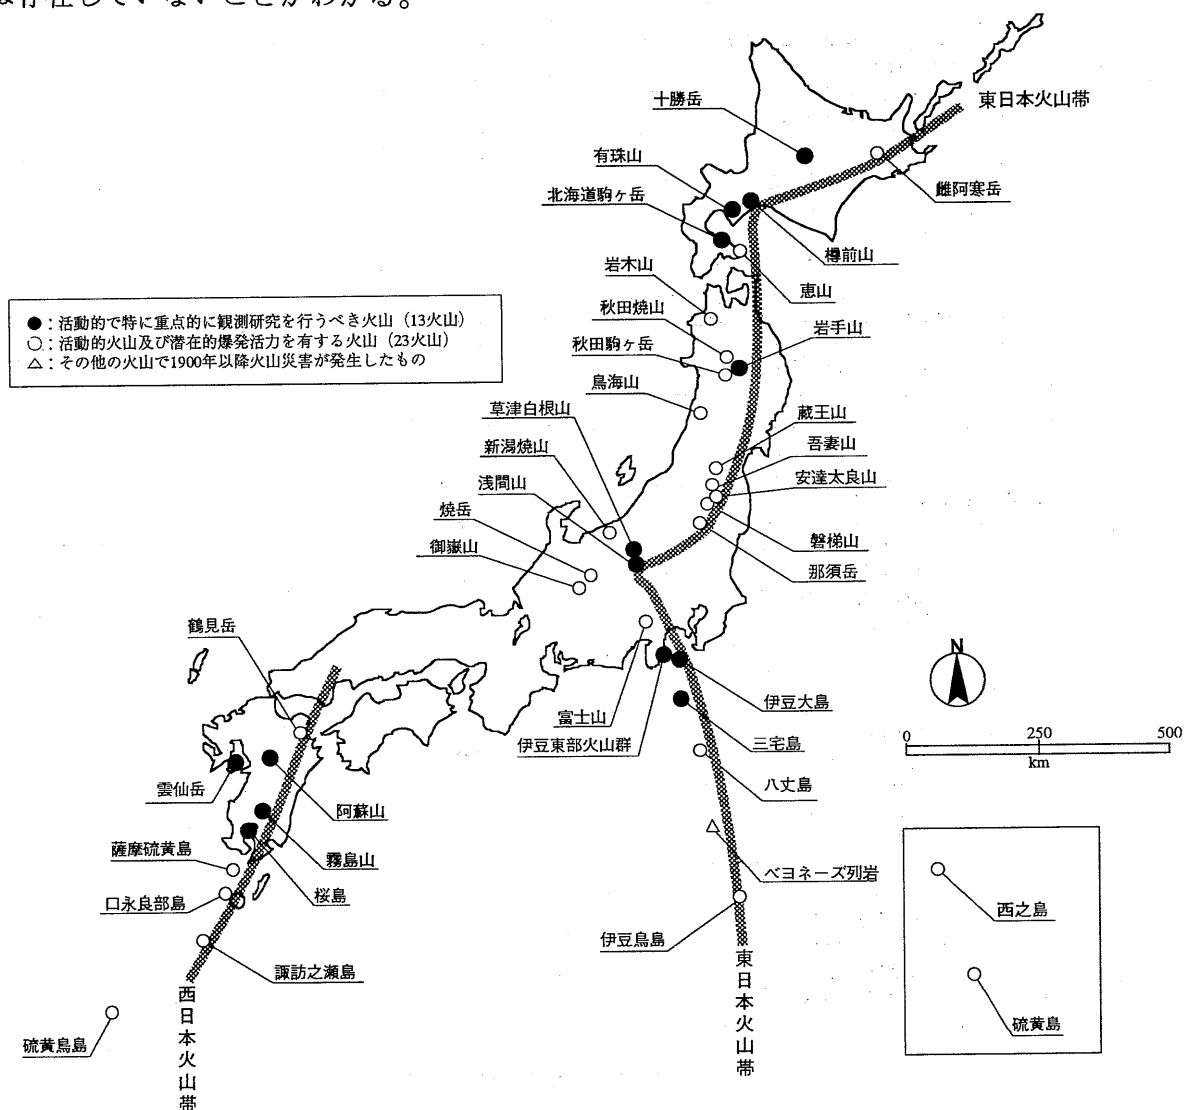 は存在していないことがわかる。
東日本火山帯
十勝岳
有珠山
北海道駒ヶ岳
雌阿寒岳
樽前山
恵山
岩木山
秋田焼山
岩手山
秋田駒ヶ岳
鳥海山
●：活動的で特に重点的に観測研究を行うべき火山（13火山）
○：活動的火山及び潜在的爆発活力を有する火山（23火山）
△：その他の火山で1900年以降火山災害が発生したもの
草津白根山
蔵王山
新潟焼山
吾妻山
浅間山
安達太良山
焼岳
磐梯山
御嶽山
那須岳
鶴見岳
N
富士山
伊豆大島
伊豆東部火山群
三宅島
0 250 500
km
雲仙岳
八丈島
阿蘇山
薩摩硫黄島
霧島山
ベヨネーズ列岩
口永良部島
桜島
西之島
伊豆鳥島
諏訪之瀬島
東日本火山帯
西日本火山帯
硫黄島
硫黄鳥島